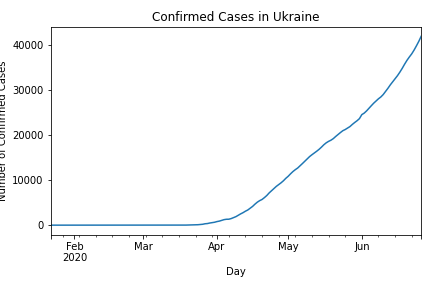 Confirmed Cases in Ukraine
Number of Confirmed Cases
40000
30000
20000
10000
0
Feb Mar Apr May Jun
2020
Day